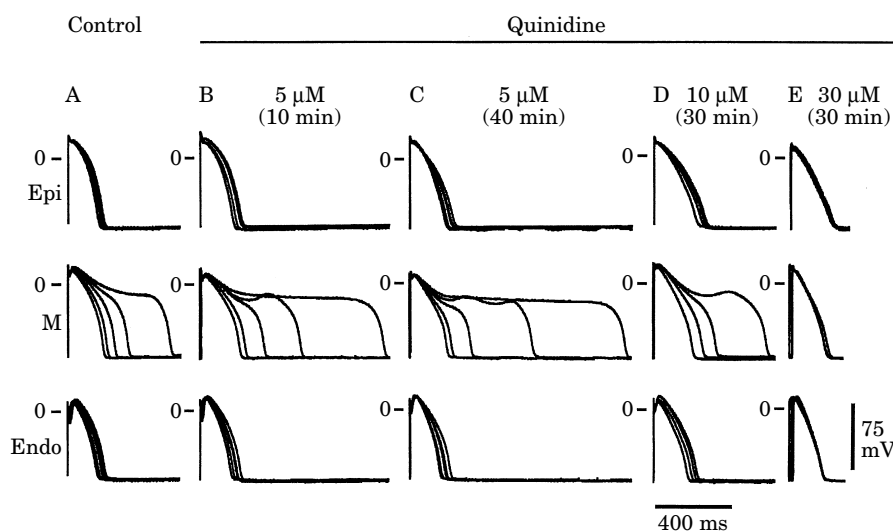 Control Quinidine
A B 5 μM C 5 μM D 10 μM E 30 μM
(10 min) (40 min) (30 min) (30 min)
0 0 0 0 0
Epi
0 0 0 0 0
M
0 0 0 0 0
Endo
75
mV
400 ms